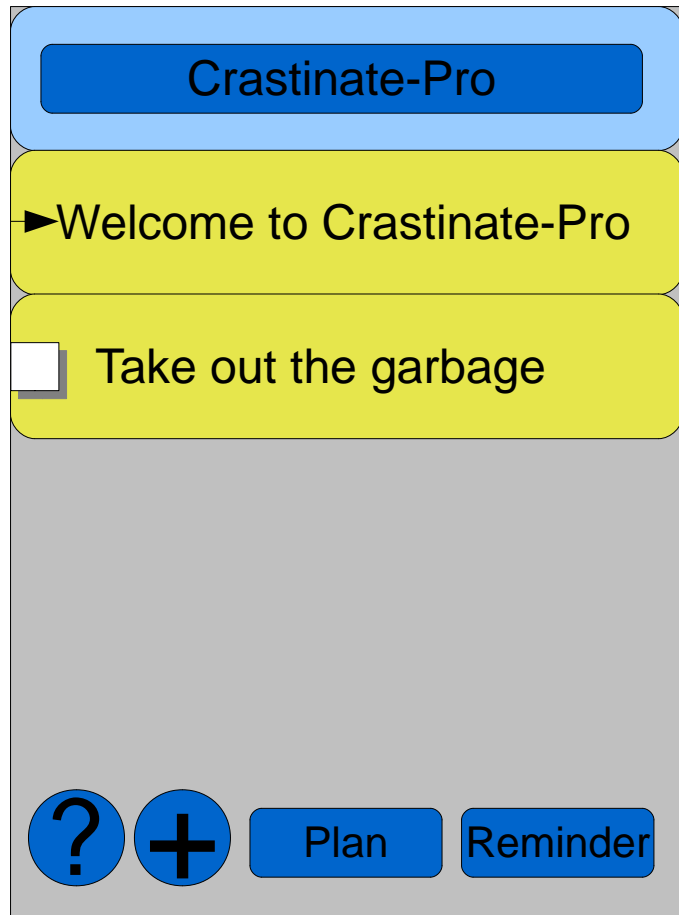 Crastinate-Pro
Welcome to Crastinate-Pro
Take out the garbage
? + Plan Reminder